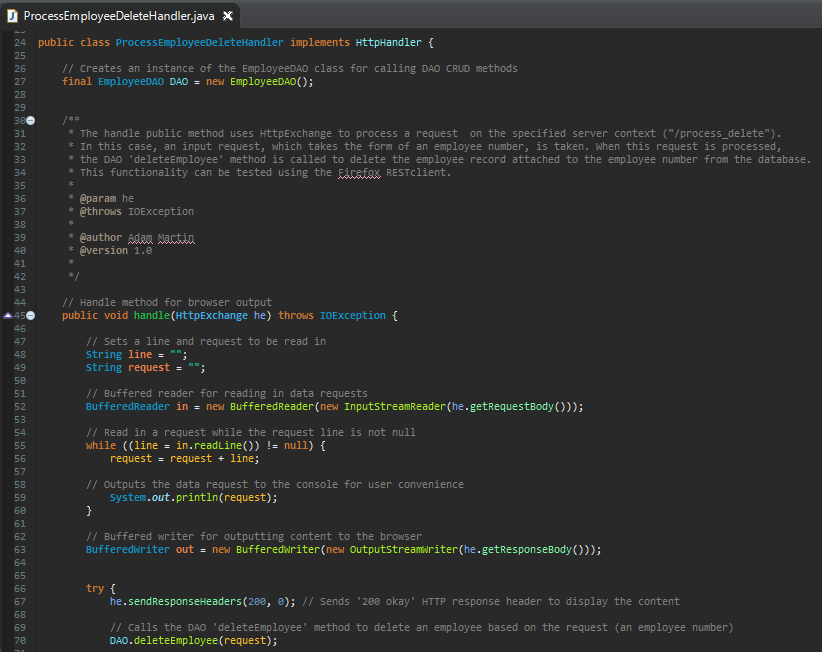 ProcessEmployeeDeleteHandler.java
24 public class ProcessEmployeeDeleteHandler implements HttpHandler {
25
26 // Creates an instance of the EmployeeDAO class for calling DAO CRUD methods
27 final EmployeeDAO DAO = new EmployeeDAO();
28
29
30 /**
31 * The handle public method uses HttpExchange to process a request  on the specified server context ("/process_delete").
32 * In this case, an input request, which takes the form of an employee number, is taken. When this request is processed,
33 * the DAO 'deleteEmployee' method is called to delete the employee record attached to the employee number from the database.
34 * This functionality can be tested using the Firefox RESTclient.
35 *
36 * @param he
37 * @throws IOException
38 *
39 * @author Adam Martin
40 * @version 1.0
41 *
42 */
43
44 // Handle method for browser output
45 public void handle(HttpExchange he) throws IOException {
46
47 // Sets a line and request to be read in
48 String line = "";
49 String request = "";
50
51 // Buffered reader for reading in data requests
52 BufferedReader in = new BufferedReader(new InputStreamReader(he.getRequestBody()));
53
54 // Read in a request while the request line is not null
55 while ((line = in.readLine()) != null) {
56 request = request + line;
57
58 // Outputs the data request to the console for user convenience
59 System.out.println(request);
60 }
61
62 // Buffered writer for outputting content to the browser
63 BufferedWriter out = new BufferedWriter(new OutputStreamWriter(he.getResponseBody()));
64
65
66 try {
67 he.sendResponseHeaders(200, 0); // Sends '200 okay' HTTP response header to display the content
68
69 // Calls the DAO 'deleteEmployee' method to delete an employee based on the request (an employee number)
70 DAO.deleteEmployee(request);